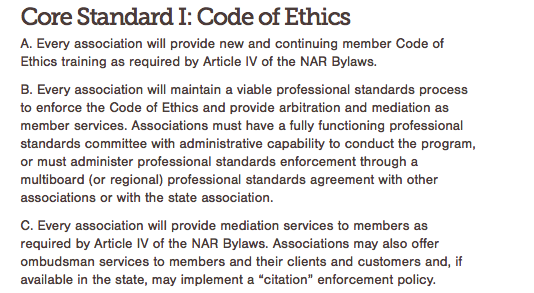 Core Standard I: Code of Ethics
A. Every association will provide new and continuing member Code of
Ethics training as required by Article IV of the NAR Bylaws.
B. Every association will maintain a viable professional standards process
to enforce the Code of Ethics and provide arbitration and mediation as
member services. Associations must have a fully functioning professional
standards committee with administrative capability to conduct the program,
or must administer professional standards enforcement through a
multiboard (or regional) professional standards agreement with other
associations or with the state association.
C. Every association will provide mediation services to members as
required by Article IV of the NAR Bylaws. Associations may also offer
ombudsman services to members and their clients and customers and, if
available in the state, may implement a “citation” enforcement policy.